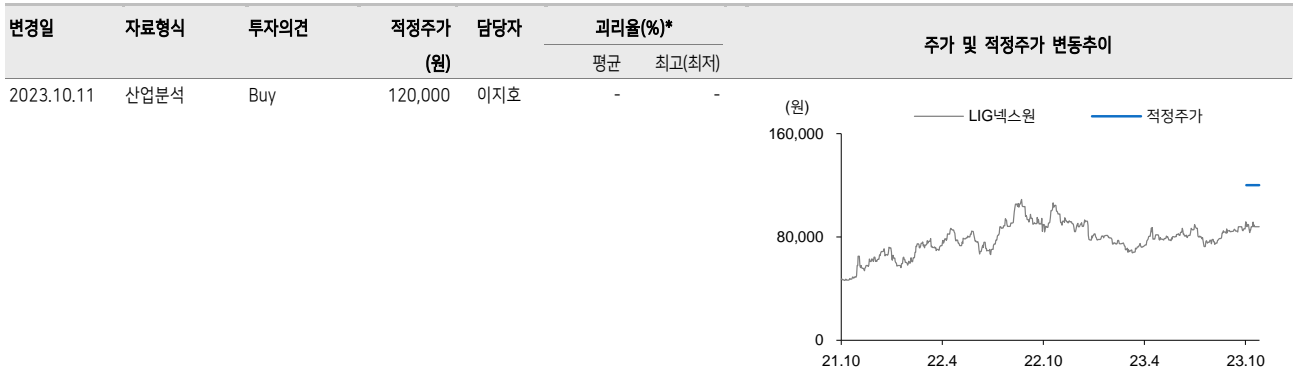 변경일 자료형식 투자의견 적정주가 담당자 괴리율(%)* 주가 및 적정주가 변동추이
(원) 평균 최고(최저)
2023.10.11 산업분석 Buy 120,000 이지호 - -
(원)
LIG넥스원 적정주가
160,000
80,000
0
21.10 22.4 22.10 23.4 23.10